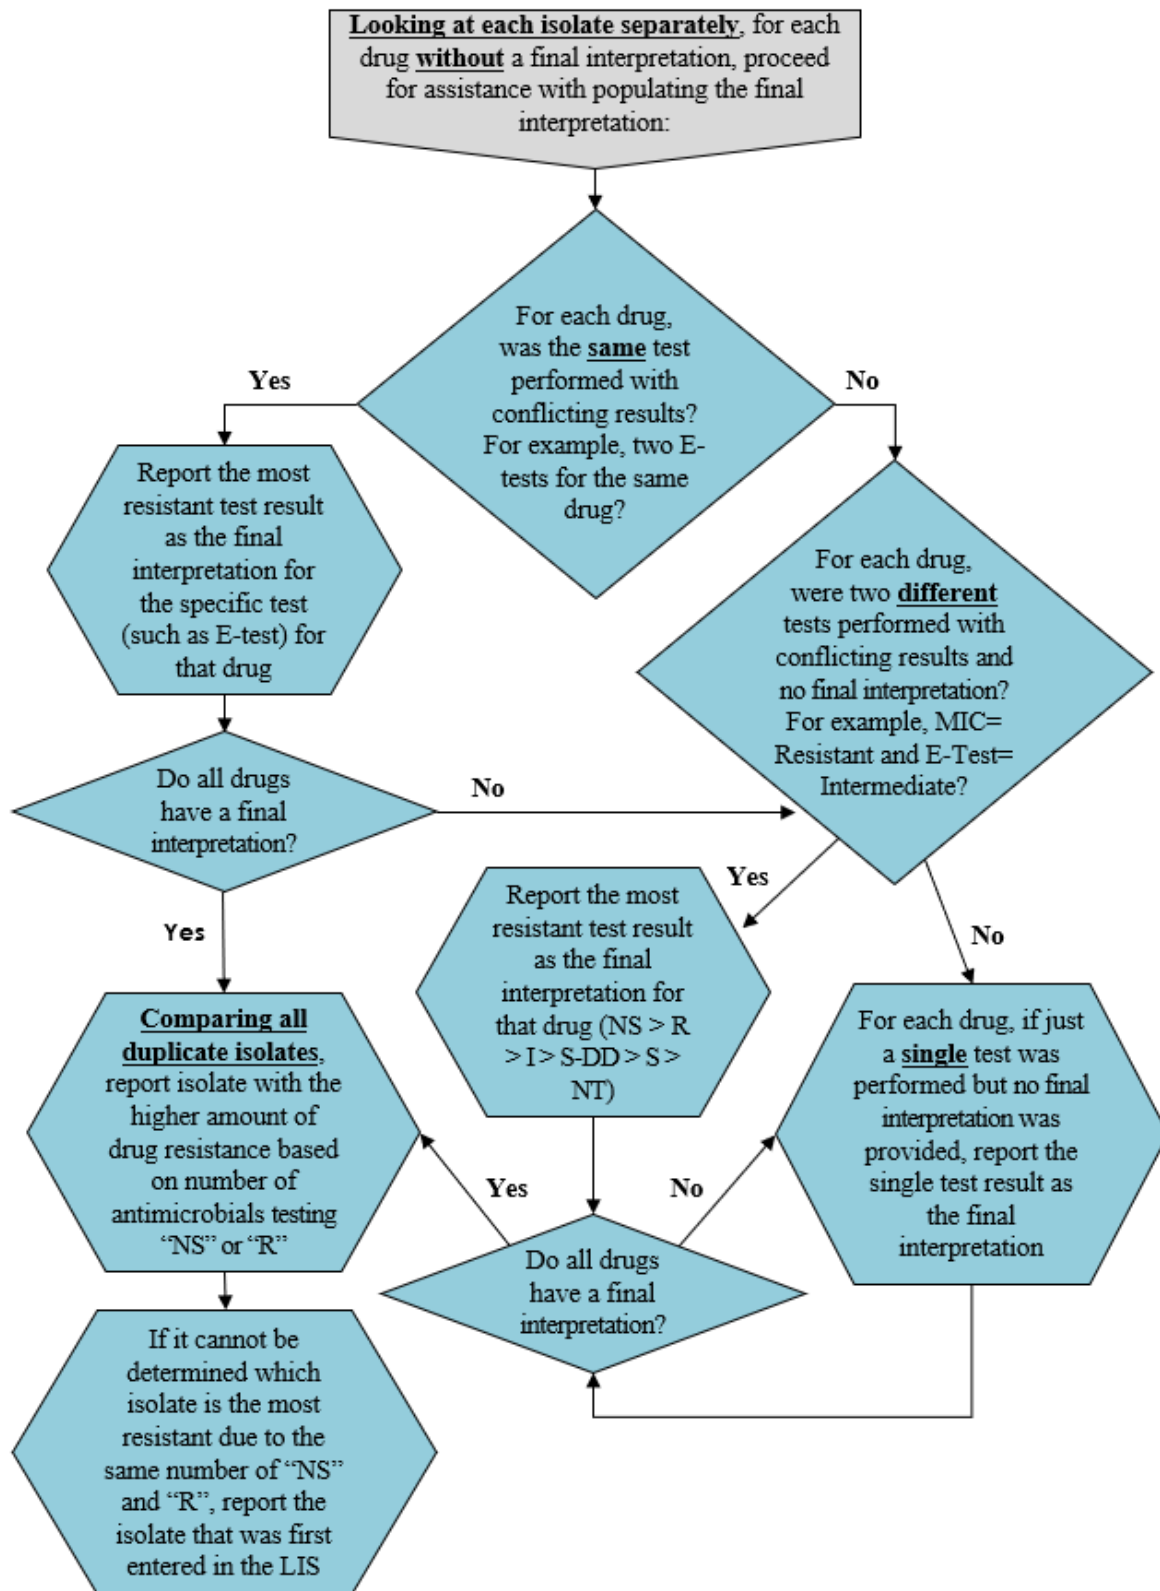 Looking at each isolate separately, for each
drug without a final interpretation, proceed
for assistance with populating the final
interpretation:
For each drug,
was the same test
performed with
conflicting results?
For example, two E-
tests for the same
drug?
Yes
No
Report the most
resistant test result
as the final
interpretation for
the specific test
(such as E-test) for
that drug
For each drug,
were two different
tests performed with
conflicting results and
no final interpretation?
For example, MIC=
Resistant and E-Test=
Intermediate?
Do all drugs
have a final
interpretation?
No
Yes
Yes
No
Report the most
resistant test result
as the final
interpretation for
that drug (NS > R
> I > S-DD > S >
NT)
For each drug, if just
a single test was
performed but no final
interpretation was
provided, report the
single test result as
the final
interpretation
Comparing all
duplicate isolates,
report isolate with the
higher amount of
drug resistance based
on number of
antimicrobials testing
“NS” or “R”
Yes
No
Do all drugs
have a final
interpretation?
If it cannot be
determined which
isolate is the most
resistant due to the
same number of “NS”
and “R”, report the
isolate that was first
entered in the LIS